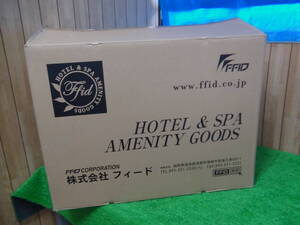 HOTEL & SPA AMENITY GOODS
Ffid
FFID
www.ffid.co.jp
HOTEL & SPA
AMENITY GOODS
FFID CORPORATION
株式会社 フィード